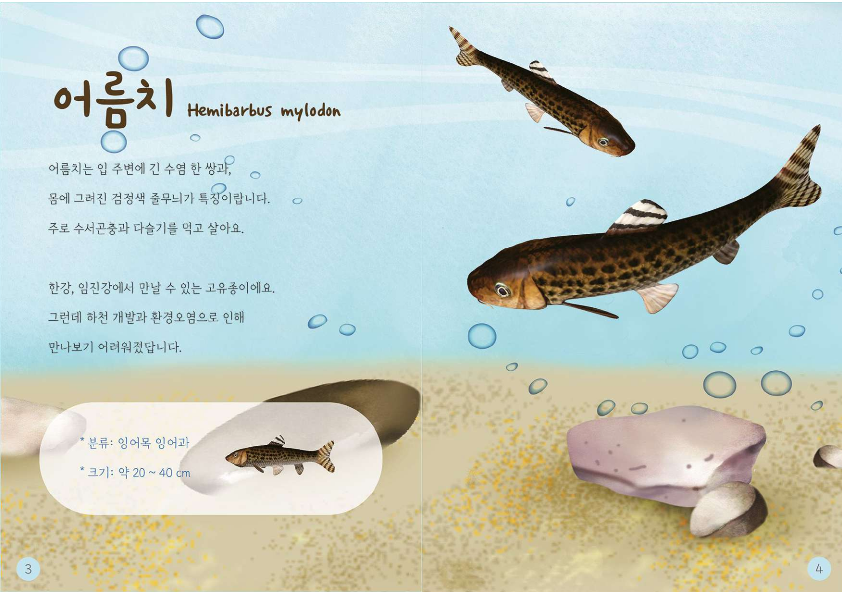 어름치 Hemibarbus mylodon
어름치는 입 주변에 긴 수염 한 쌍과,
몸에 그려진 검정색 줄무늬가 특징이랍니다.
주로 수서곤충과 다슬기를 먹고 살아요.
한강, 임진강에서 만날 수 있는 고유종이에요.
그런데 하천 개발과 환경오염으로 인해
만나보기 어려워졌답니다.
* 분류: 잉어목 잉어과
* 크기: 약 20 ~ 40 cm
3
4